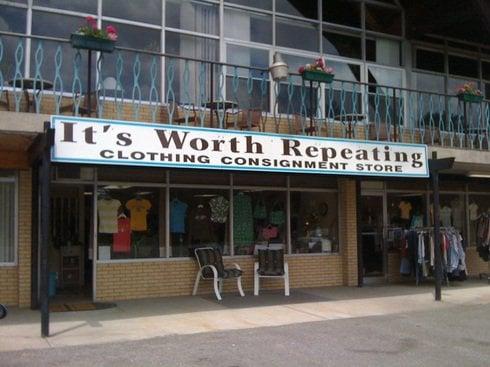 It's Worth Repeating
CLOTHING CONSIGNMENT STORE